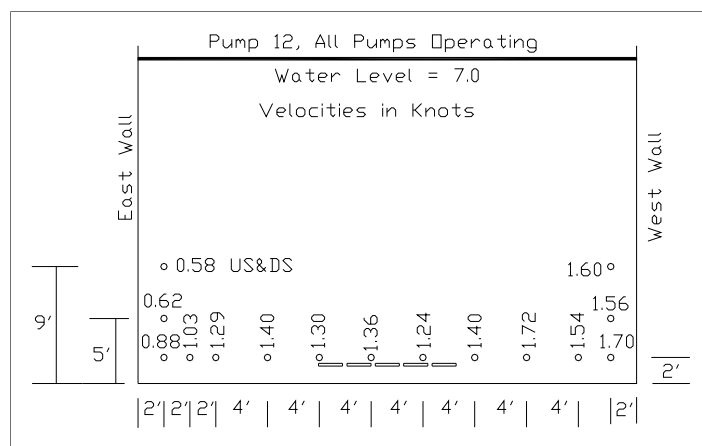 Pump 12, All Pumps Operating
Water Level = 7.0
Velocities in Knots
East Wall
West Wall
0.58 US&DS
1.60
0.62
1.56
9'
5'
0.88
1.03
1.29
1.40
1.30
1.36
1.24
1.40
1.72
1.54
1.70
2'
2' 2' 2' 4' 4' 4' 4' 4' 4' 4' 2'